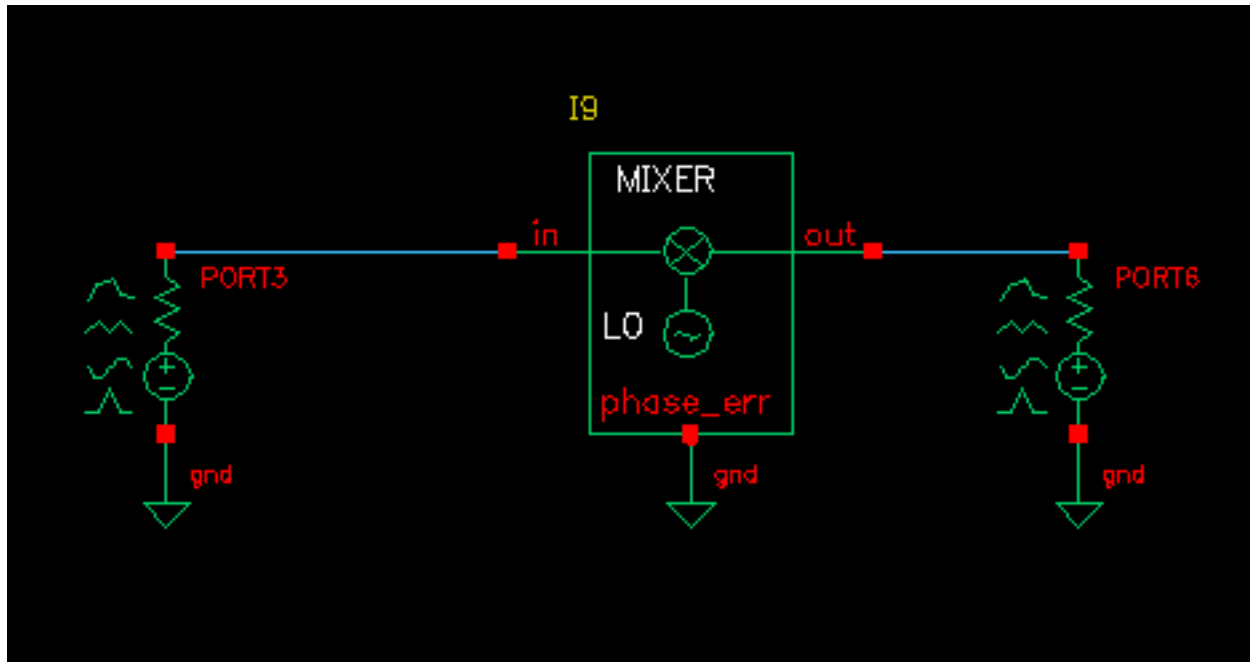 I9
MIXER
in
out
PORT3
PORT6
LO
phase_err
gnd
gnd
gnd